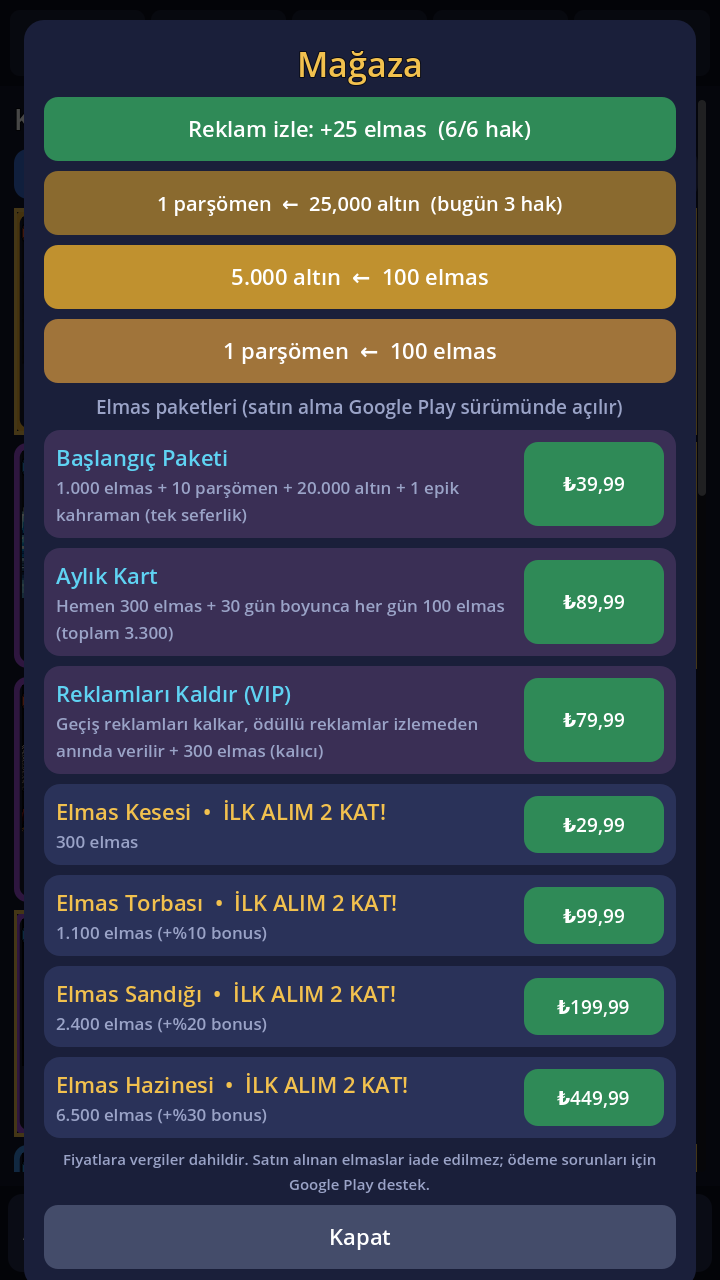 Mağaza
Reklam izle: +25 elmas (6/6 hak)
1 parşömen ← 25,000 altın (bugün 3 hak)
5.000 altın ← 100 elmas
1 parşömen ← 100 elmas
Elmas paketleri (satın alma Google Play sürümünde açılır)
Başlangıç Paketi
1.000 elmas + 10 parşömen + 20.000 altın + 1 epik
kahraman (tek seferlik)
₺39,99
Aylık Kart
Hemen 300 elmas + 30 gün boyunca her gün 100 elmas
(toplam 3.300)
₺89,99
Reklamları Kaldır (VIP)
Geçiş reklamları kalkar, ödüllü reklamlar izlemeden
anında verilir + 300 elmas (kalıcı)
₺79,99
Elmas Kesesi • İLK ALIM 2 KAT!
300 elmas
₺29,99
Elmas Torbası • İLK ALIM 2 KAT!
1.100 elmas (+%10 bonus)
₺99,99
Elmas Sandığı • İLK ALIM 2 KAT!
2.400 elmas (+%20 bonus)
₺199,99
Elmas Hazinesi • İLK ALIM 2 KAT!
6.500 elmas (+%30 bonus)
₺449,99
Fiyatlara vergiler dahildir. Satın alınan elmaslar iade edilmez; ödeme sorunları için
Google Play destek.
Kapat